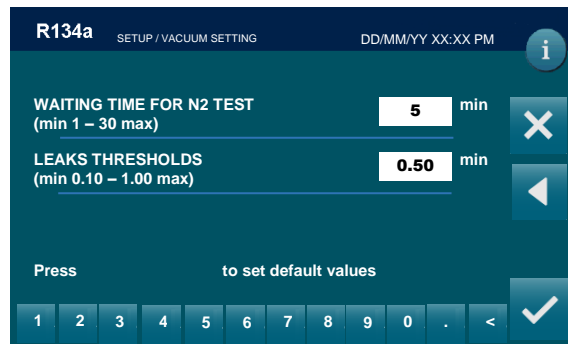 R134a SETUP / VACUUM SETTING DD/MM/YY XX:XX PM
i
WAITING TIME FOR N2 TEST 5 min
(min 1 – 30 max)
LEAKS THRESHOLDS 0.50 min
(min 0.10 – 1.00 max)
Press to set default values
1 2 3 4 5 6 7 8 9 0 . <